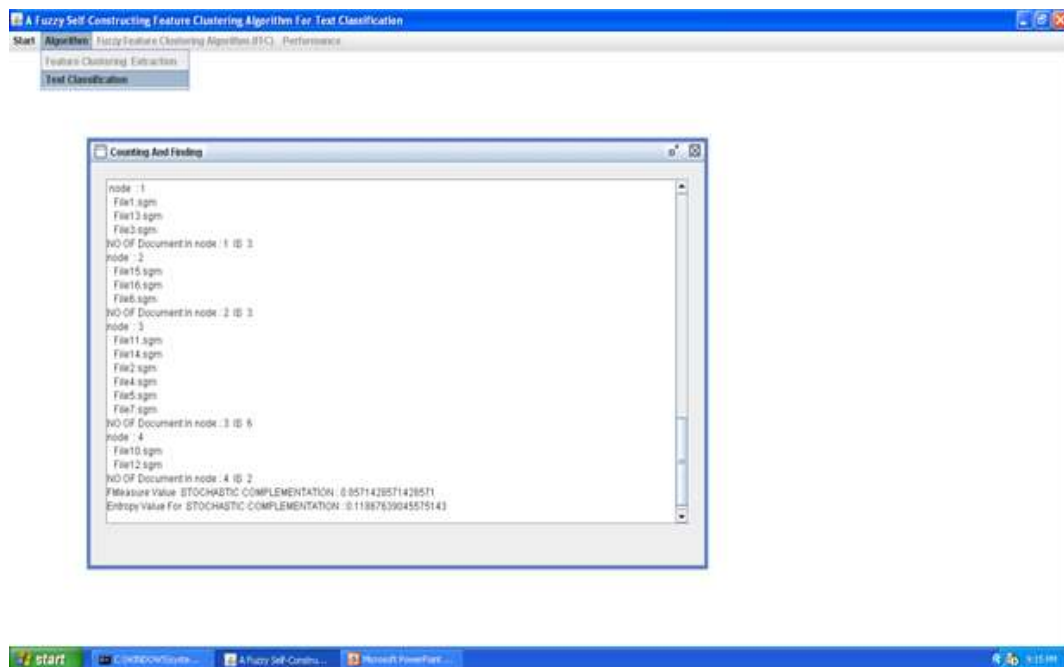 A Fuzzy Self-Constructing Feature Clustering Algorithm For Text Classification
Start Algorithm Fuzzy Feature Clustering Algorithm (FFC) Performance
Feature Clustering Extraction
Text Classification
Counting And Finding
node : 1
File1.sgm
File13.sgm
File3.sgm
NO OF Document in node : 1 IS 3
node : 2
File15.sgm
File16.sgm
File6.sgm
NO OF Document in node : 2 IS 3
node : 3
File11.sgm
File14.sgm
File2.sgm
File4.sgm
File5.sgm
File7.sgm
NO OF Document in node : 3 IS 6
node : 4
File10.sgm
File12.sgm
NO OF Document in node : 4 IS 2
FMeasure Value STOCHASTIC COMPLEMENTATION : 0.8571428571428571
Entropy Value For STOCHASTIC COMPLEMENTATION : 0.11887639045575143
start C:\WINDOWS\syste... A Fuzzy Self-Constru... Microsoft PowerPoint ...